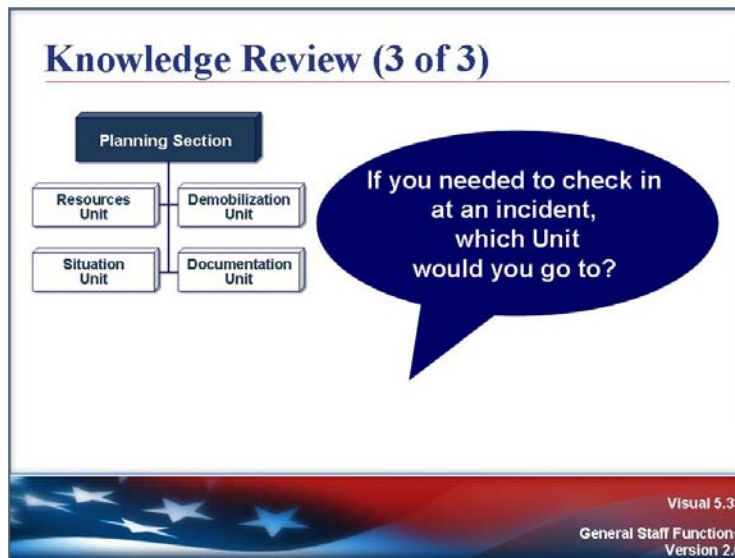 Knowledge Review (3 of 3)
Planning Section
Resources
Unit
Demobilization
Unit
Situation
Unit
Documentation
Unit
If you needed to check in
at an incident,
which Unit
would you go to?
Visual 5.3
General Staff Function
Version 2.